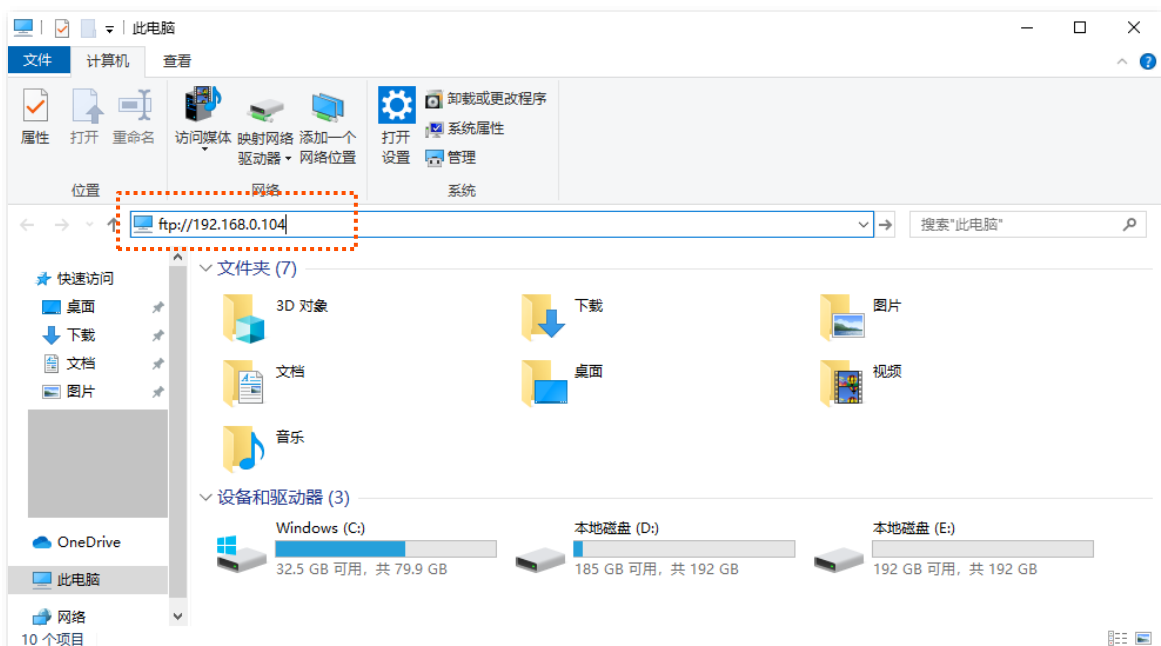 此电脑
文件 计算机 查看
属性 打开 重命名 访问媒体 映射网络驱动器 添加一个网络位置 打开设置 卸载或更改程序
系统属性
管理
位置 网络 系统
ftp://192.168.0.104 搜索"此电脑"
快速访问
桌面
下载
文档
图片
OneDrive
此电脑
网络
文件夹 (7)
3D 对象 下载 图片
文档 桌面 视频
音乐
设备和驱动器 (3)
Windows (C:) 本地磁盘 (D:) 本地磁盘 (E:)
32.5 GB 可用，共 79.9 GB 185 GB 可用，共 192 GB 192 GB 可用，共 192 GB
10 个项目